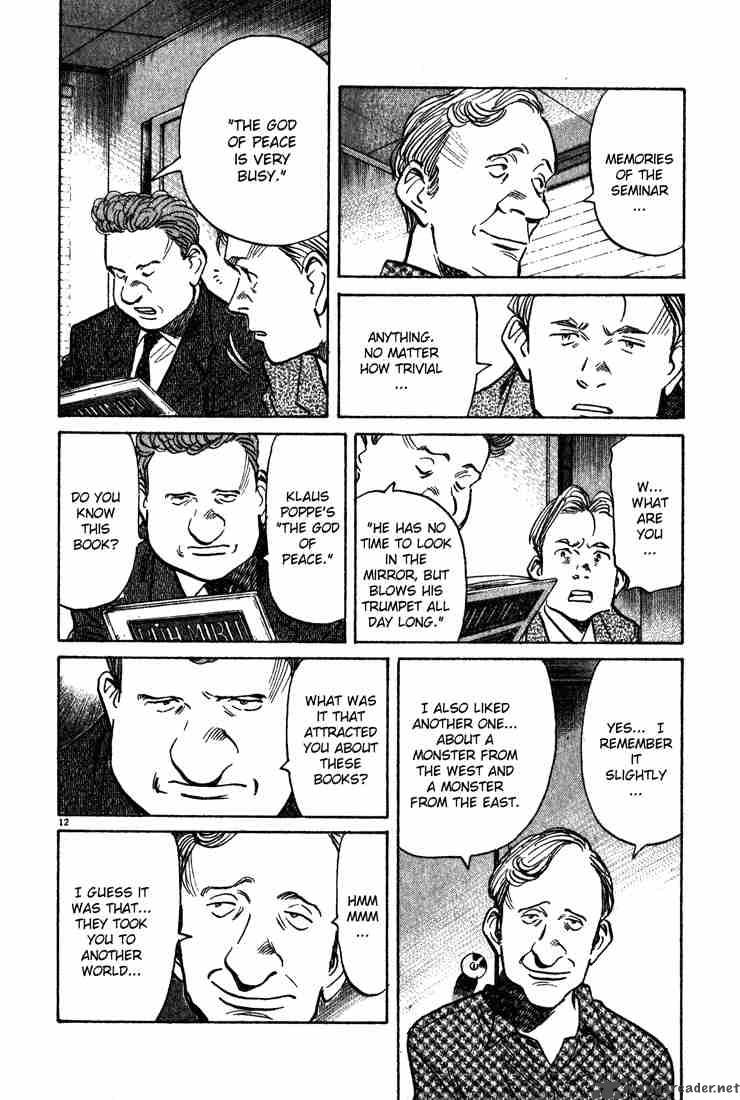 MEMORIES
OF THE
SEMINAR
...
ANYTHING.
NO MATTER
HOW TRIVIAL
...
"THE GOD
OF PEACE
IS VERY
BUSY."
W...
WHAT
ARE
YOU
...
"HE HAS NO
TIME TO LOOK
IN THE
MIRROR, BUT
BLOWS HIS
TRUMPET ALL
DAY LONG."
KLAUS
POPPE'S
"THE GOD
OF
PEACE."
DO YOU
KNOW
THIS
BOOK?
YES... I
REMEMBER
IT
SLIGHTLY
...
I ALSO LIKED
ANOTHER ONE...
ABOUT A
MONSTER FROM
THE WEST AND
A MONSTER
FROM THE EAST.
WHAT WAS
IT THAT
ATTRACTED
YOU ABOUT
THESE
BOOKS?
12
HMM
MMM
...
I GUESS IT
WAS THAT...
THEY TOOK
YOU TO
ANOTHER
WORLD...